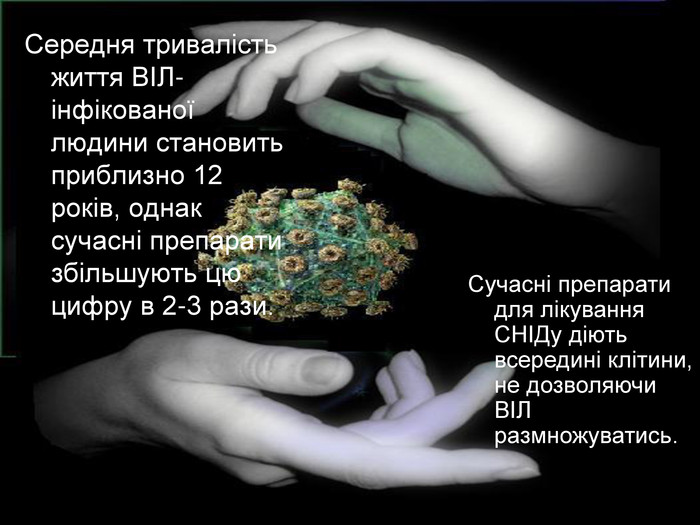 Середня тривалість
життя ВІЛ-
інфікованої
людини становить
приблизно 12
років, однак
сучасні препарати
збільшують цю
цифру в 2-3 рази.
Сучасні препарати
для лікування
СНІДу діють
всередині клітини,
не дозволяючи
ВІЛ
размножуватись.